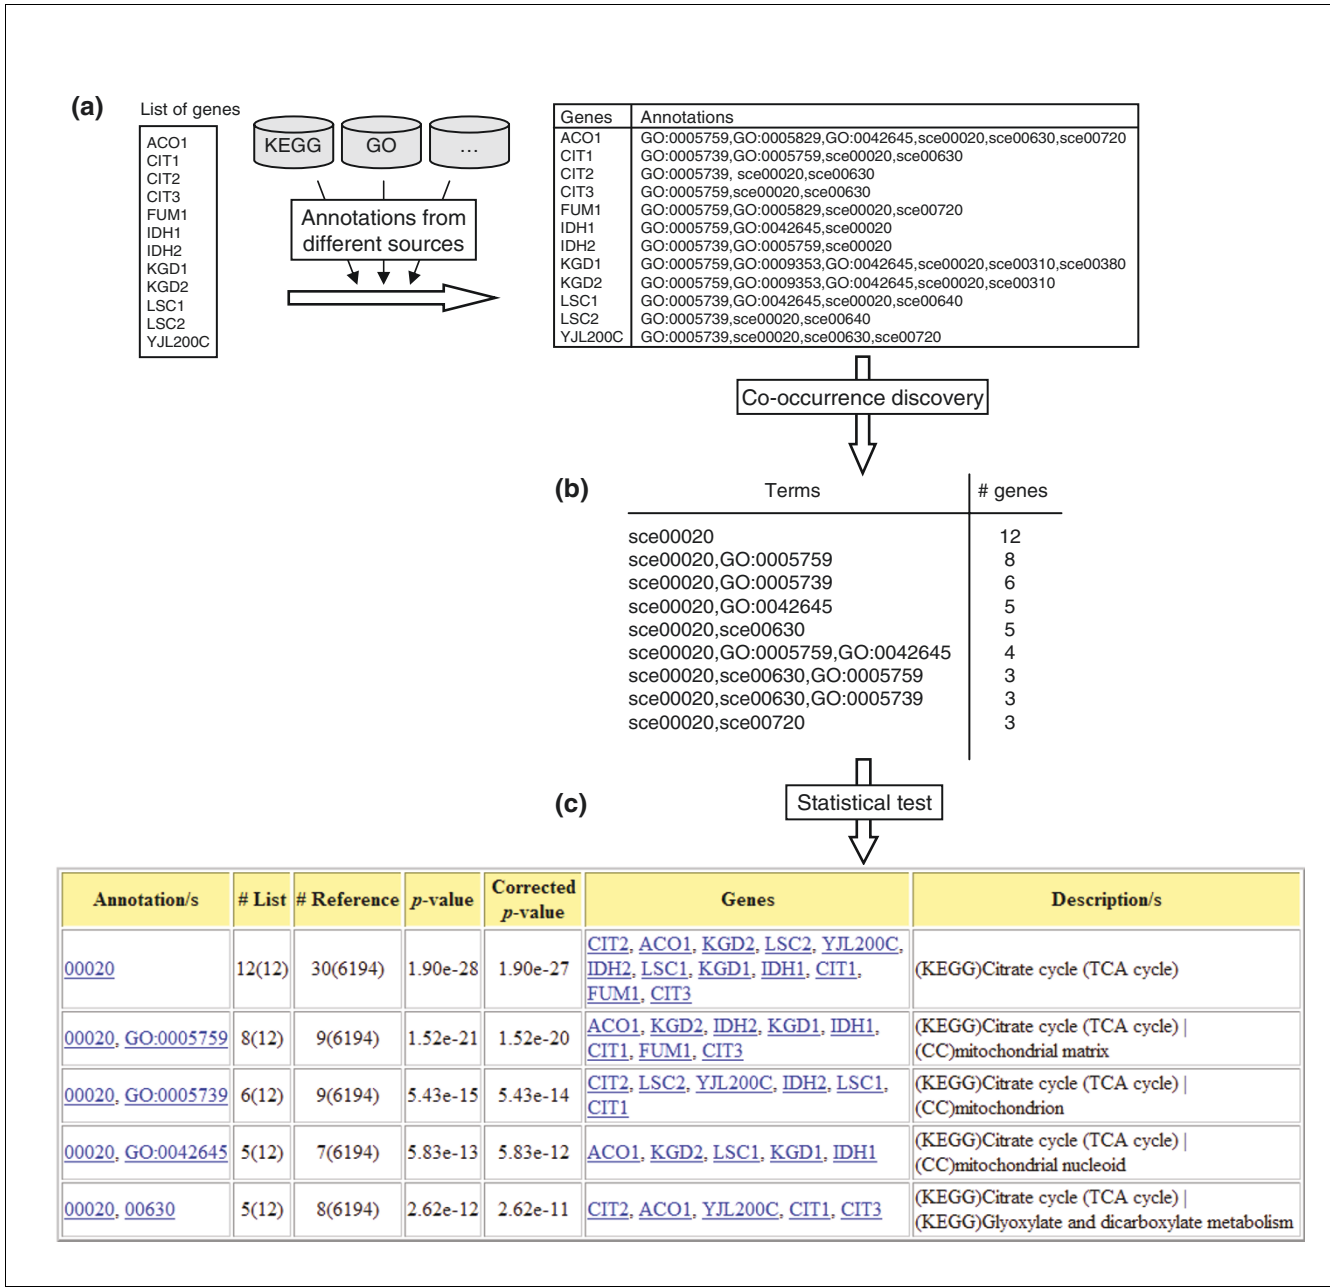 (a)
List of genes
ACO1
CIT1
CIT2
CIT3
FUM1
IDH1
IDH2
KGD1
KGD2
LSC1
LSC2
YJL200C
KEGG GO ...
Annotations from
different sources
Genes Annotations
ACO1 GO:0005759,GO:0005829,GO:0042645,sce00020,sce00630,sce00720
CIT1 GO:0005739,GO:0005759,sce00020,sce00630
CIT2 GO:0005739, sce00020,sce00630
CIT3 GO:0005759,sce00020,sce00630
FUM1 GO:0005759,GO:0005829,sce00020,sce00720
IDH1 GO:0005759,GO:0042645,sce00020
IDH2 GO:0005739,GO:0005759,sce00020
KGD1 GO:0005759,GO:0009353,GO:0042645,sce00020,sce00310,sce00380
KGD2 GO:0005759,GO:0009353,GO:0042645,sce00020,sce00310
LSC1 GO:0005739,GO:0042645,sce00020,sce00640
LSC2 GO:0005739,sce00020,sce00640
YJL200C GO:0005739,sce00020,sce00630,sce00720
Co-occurrence discovery
(b)
Terms # genes
sce00020 12
sce00020,GO:0005759 8
sce00020,GO:0005739 6
sce00020,GO:0042645 5
sce00020,sce00630 5
sce00020,GO:0005759,GO:0042645 4
sce00020,sce00630,GO:0005759 3
sce00020,sce00630,GO:0005739 3
sce00020,sce00720 3
(c)
Statistical test
Annotation/s # List # Reference p-value Corrected
p-value Genes Description/s
00020 12(12) 30(6194) 1.90e-28 1.90e-27 CIT2, ACO1, KGD2, LSC2, YJL200C,
IDH2, LSC1, KGD1, IDH1, CIT1,
FUM1, CIT3 (KEGG)Citrate cycle (TCA cycle)
00020, GO:0005759 8(12) 9(6194) 1.52e-21 1.52e-20 ACO1, KGD2, IDH2, KGD1, IDH1,
CIT1, FUM1, CIT3 (KEGG)Citrate cycle (TCA cycle) |
(CC)mitochondrial matrix
00020, GO:0005739 6(12) 9(6194) 5.43e-15 5.43e-14 CIT2, LSC2, YJL200C, IDH2, LSC1,
CIT1 (KEGG)Citrate cycle (TCA cycle) |
(CC)mitochondrion
00020, GO:0042645 5(12) 7(6194) 5.83e-13 5.83e-12 ACO1, KGD2, LSC1, KGD1, IDH1 (KEGG)Citrate cycle (TCA cycle) |
(CC)mitochondrial nucleoid
00020, 00630 5(12) 8(6194) 2.62e-12 2.62e-11 CIT2, ACO1, YJL200C, CIT1, CIT3 (KEGG)Citrate cycle (TCA cycle) |
(KEGG)Glyoxylate and dicarboxylate metabolism